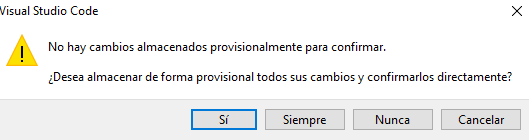 Visual Studio Code
No hay cambios almacenados provisionalmente para confirmar.
¿Desea almacenar de forma provisional todos sus cambios y confirmarlos directamente?
Sí Siempre Nunca Cancelar